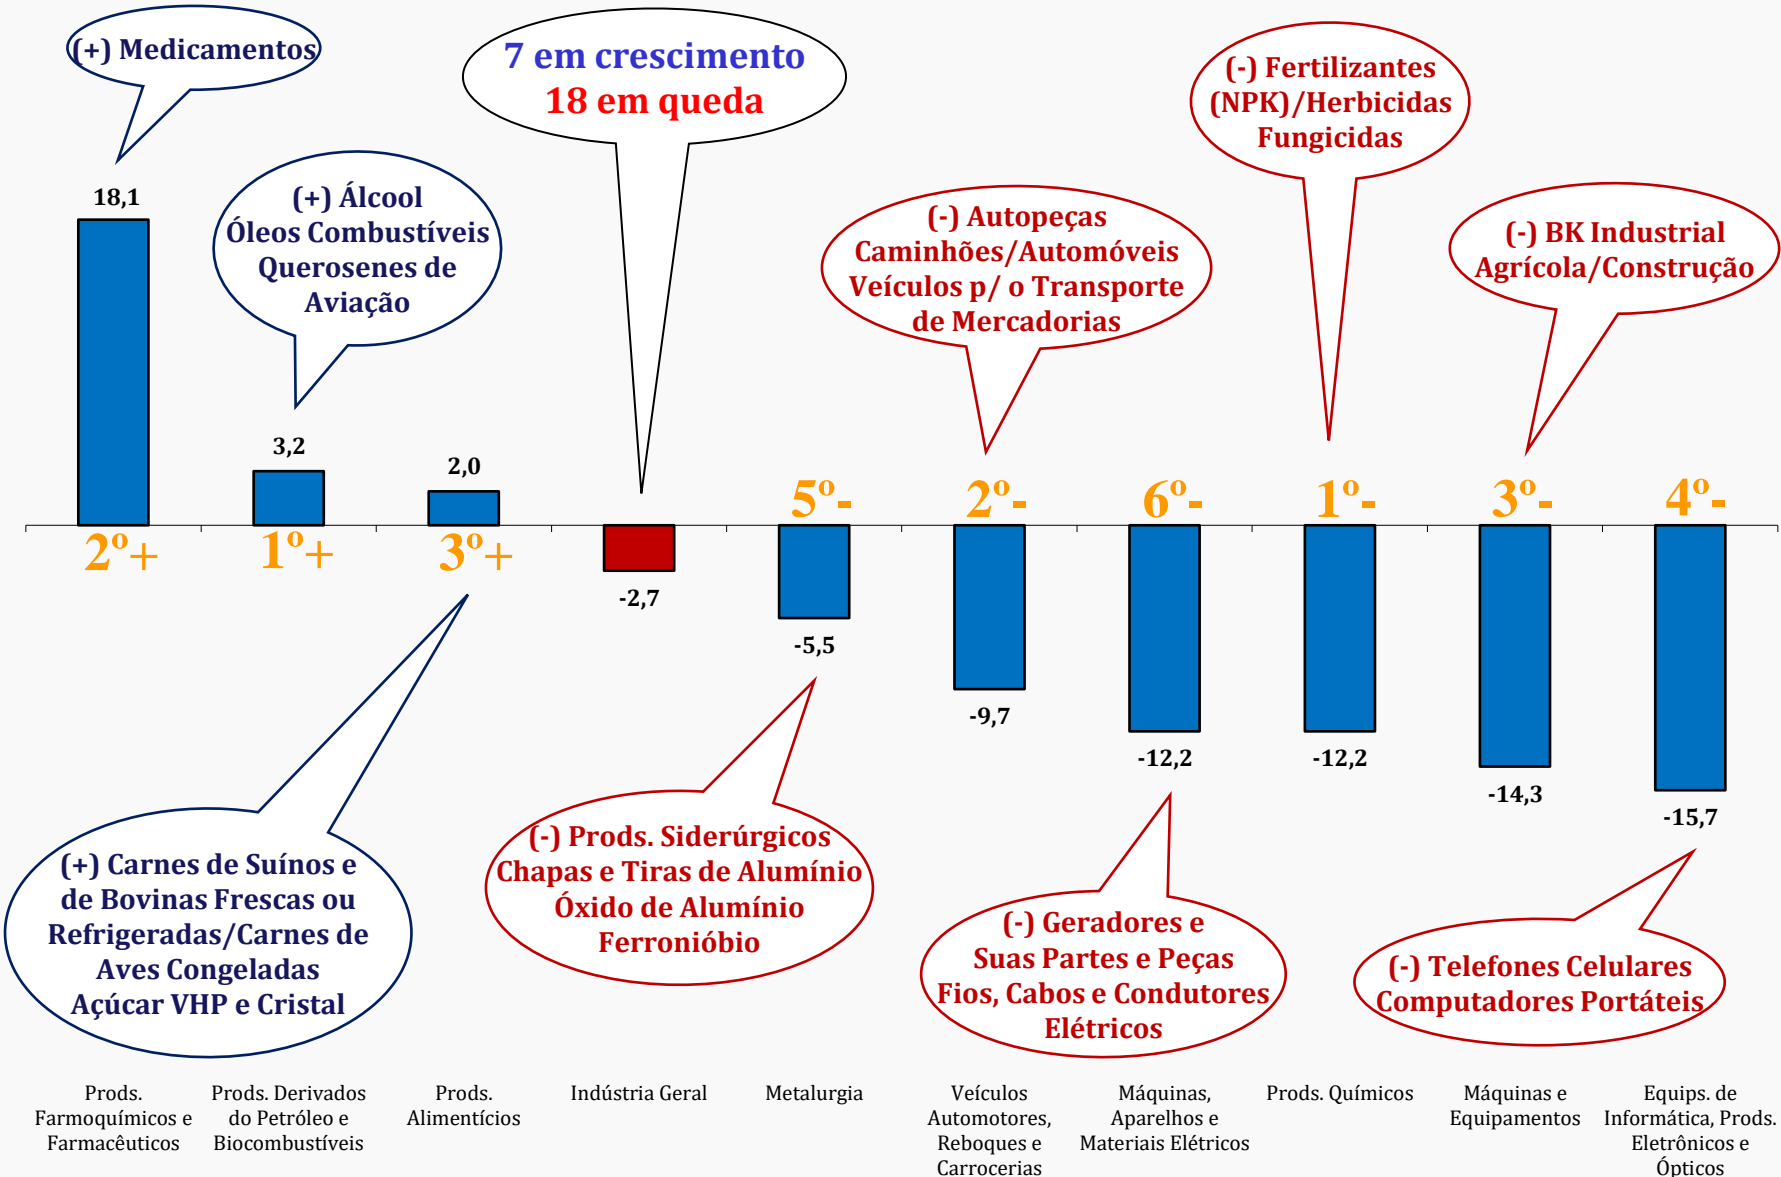 (+) Medicamentos
7 em crescimento
18 em queda
(-) Fertilizantes
(NPK)/Herbicidas
Fungicidas
(+) Álcool
Óleos Combustíveis
Querosenes de
Aviação
(-) Autopeças
Caminhões/Automóveis
Veículos p/ o Transporte
de Mercadorias
(-) BK Industrial
Agrícola/Construção
18,1
3,2
2,0
5º-
2º-
6º-
1º-
3º-
4º-
2º+
1º+
3º+
-2,7
-5,5
-9,7
-12,2
-12,2
-14,3
-15,7
(+) Carnes de Suínos e
de Bovinas Frescas ou
Refrigeradas/Carnes de
Aves Congeladas
Açúcar VHP e Cristal
(-) Prods. Siderúrgicos
Chapas e Tiras de Alumínio
Óxido de Alumínio
Ferronióbio
(-) Geradores e
Suas Partes e Peças
Fios, Cabos e Condutores
Elétricos
(-) Telefones Celulares
Computadores Portáteis
Prods.
Farmoquímicos e
Farmacêuticos
Prods. Derivados
do Petróleo e
Biocombustíveis
Prods.
Alimentícios
Indústria Geral
Metalurgia
Veículos
Automotores,
Reboques e
Carrocerias
Máquinas,
Aparelhos e
Materiais Elétricos
Prods. Químicos
Máquinas e
Equipamentos
Equips. de
Informática, Prods.
Eletrônicos e
Ópticos